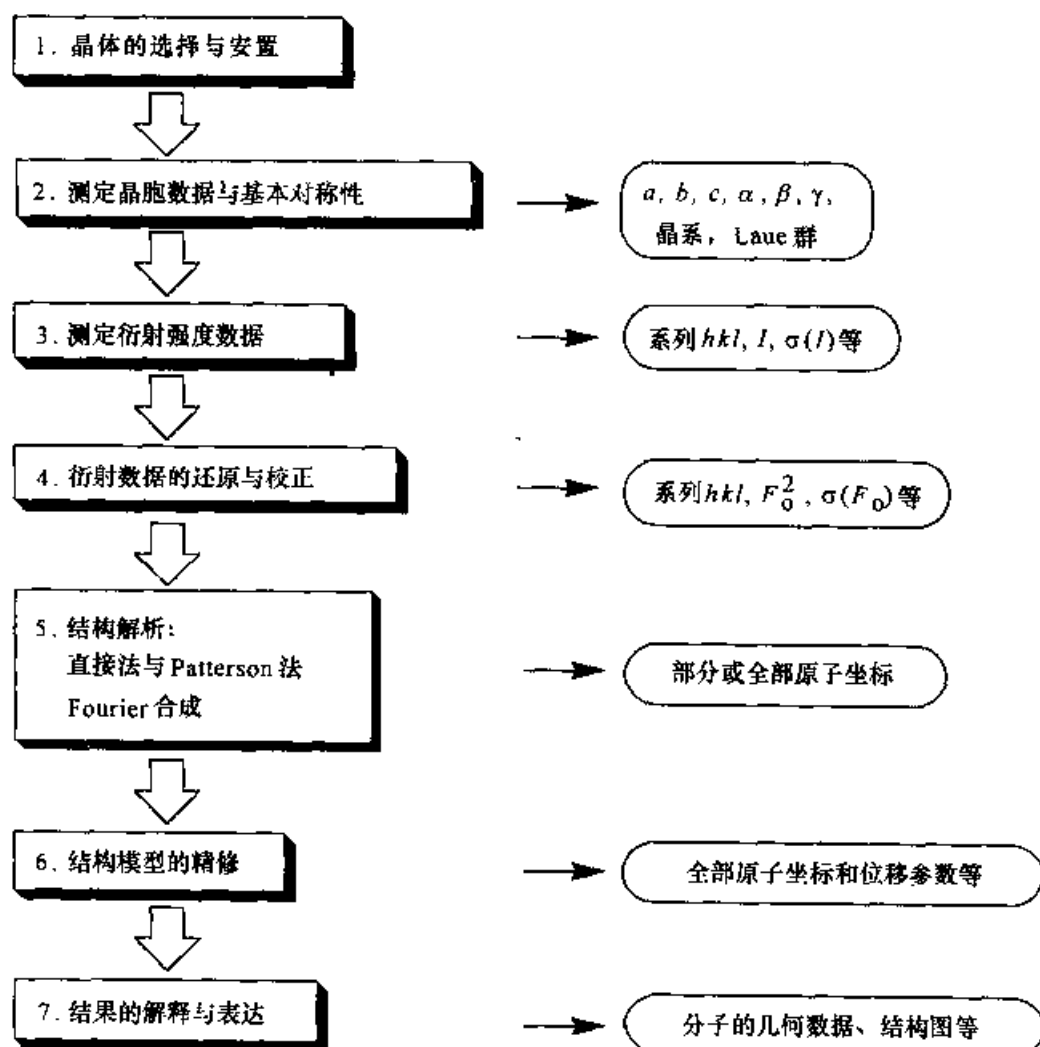 1. 晶体的选择与安置
2. 测定晶胞数据与基本对称性
a, b, c, α, β, γ,
晶系, Laue 群
3. 测定衍射强度数据
系列 hkl, I, σ(I) 等
4. 衍射数据的还原与校正
系列 hkl, F_o^2, σ(F_o) 等
5. 结构解析:
直接法与 Patterson 法
Fourier 合成
部分或全部原子坐标
6. 结构模型的精修
全部原子坐标和位移参数等
7. 结果的解释与表达
分子的几何数据、结构图等